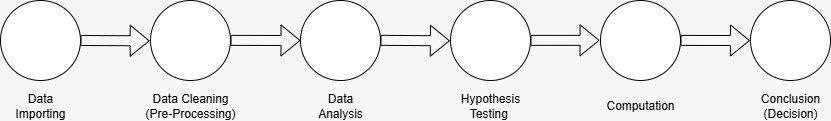 Data
Importing
Data Cleaning
(Pre-Processing)
Data
Analysis
Hypothesis
Testing
Computation
Conclusion
(Decision)